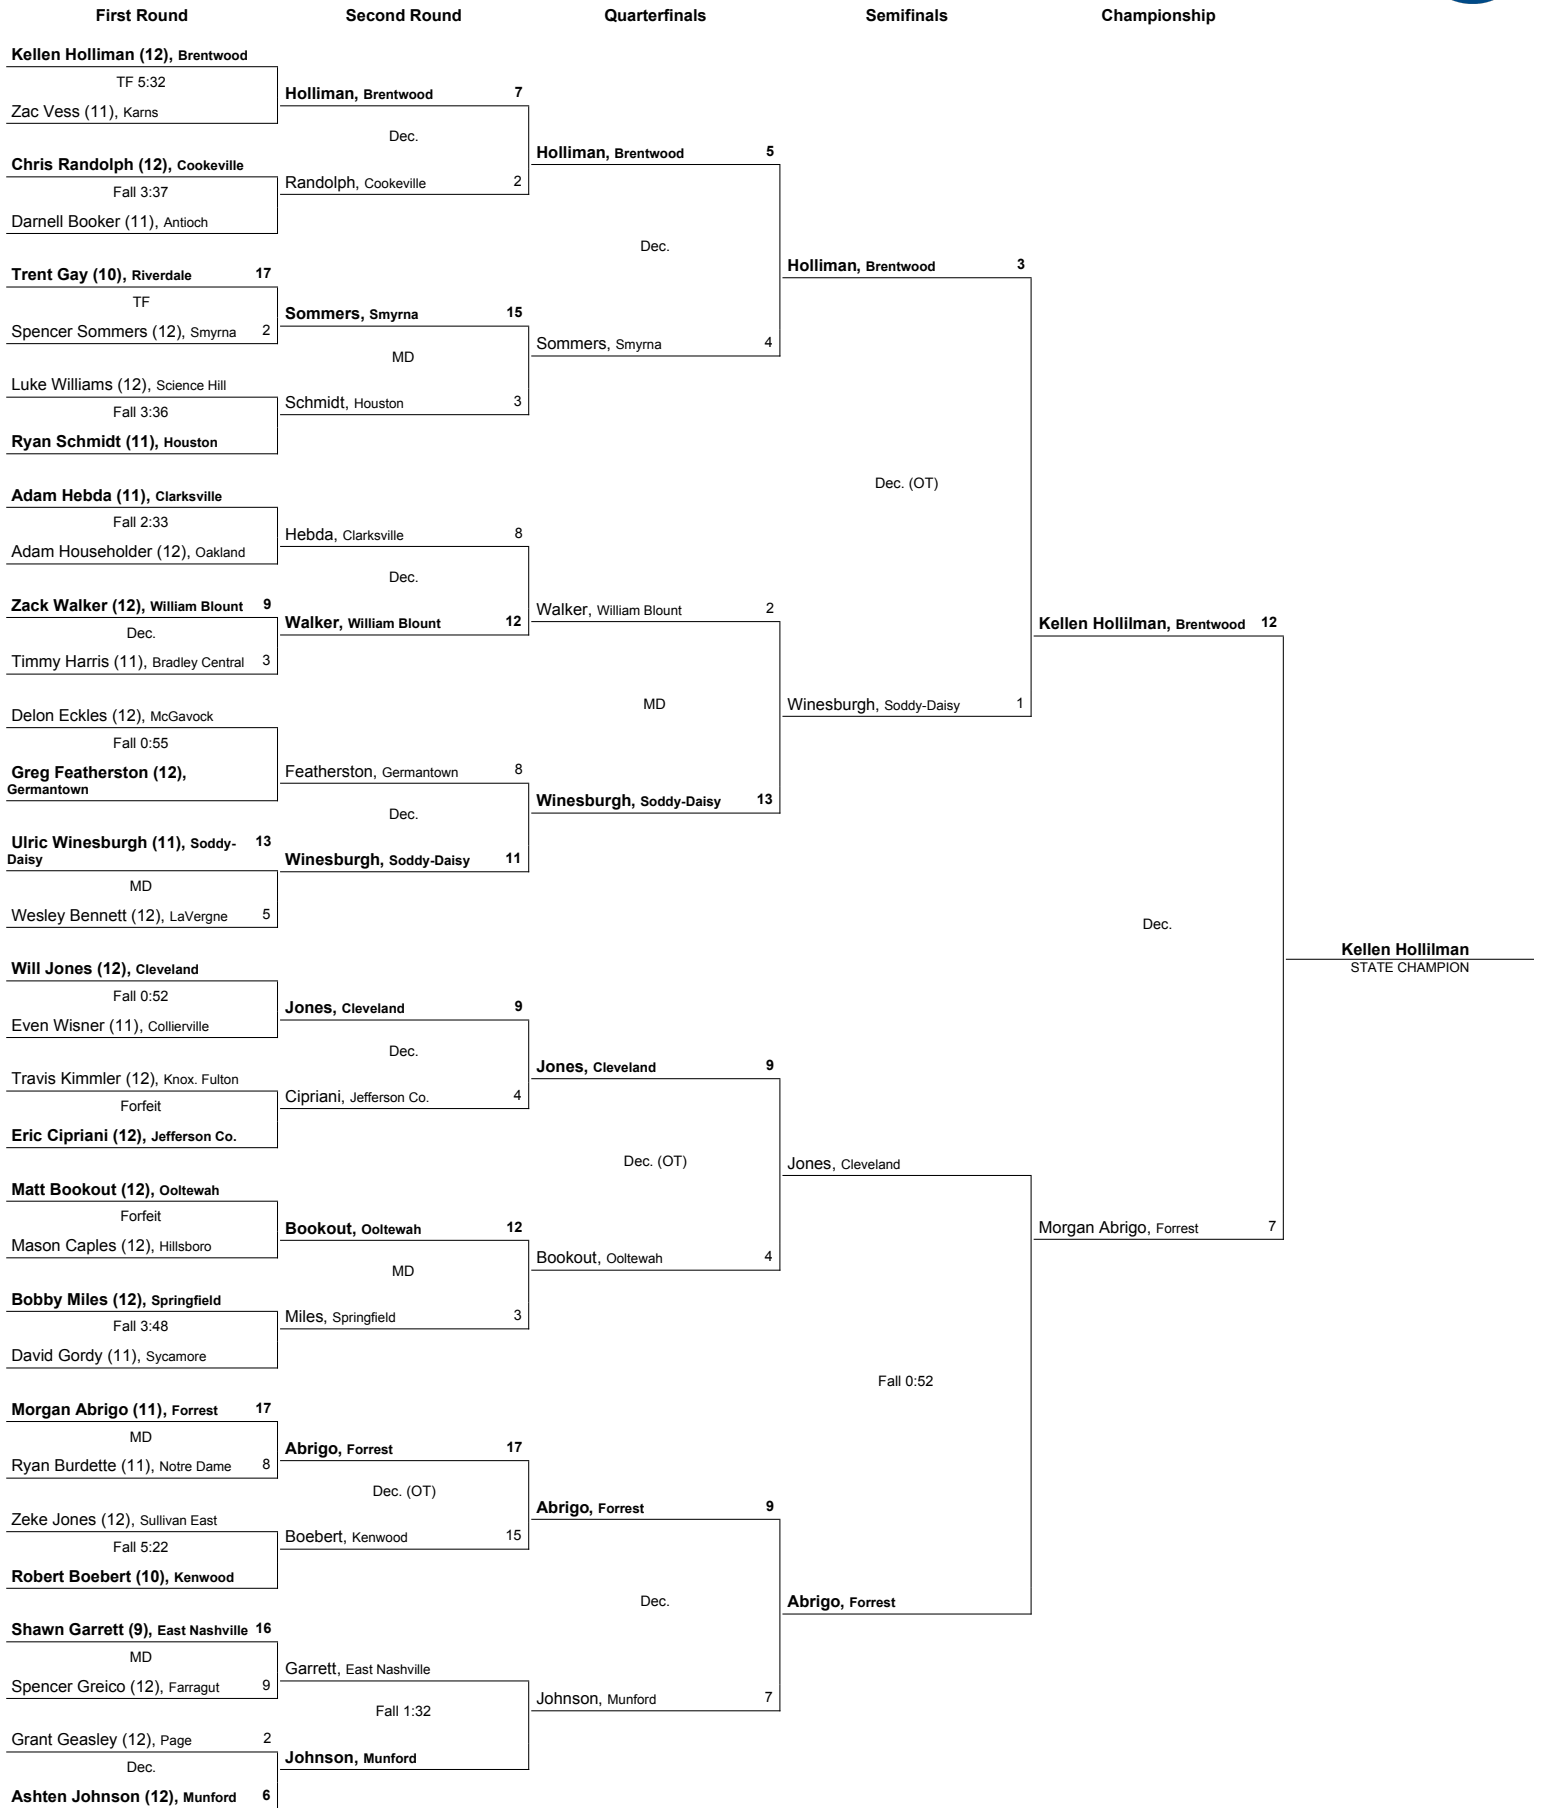 First Round Second Round Quarterfinals Semifinals Championship
Kellen Holliman (12), Brentwood
TF 5:32
Zac Vess (11), Karns
Chris Randolph (12), Cookeville
Fall 3:37
Darnell Booker (11), Antioch
Trent Gay (10), Riverdale 17
TF
Spencer Sommers (12), Smyrna 2
Luke Williams (12), Science Hill
Fall 3:36
Ryan Schmidt (11), Houston
Adam Hebda (11), Clarksville
Fall 2:33
Adam Householder (12), Oakland
Zack Walker (12), William Blount 9
Dec.
Timmy Harris (11), Bradley Central 3
Delon Eckles (12), McGavock
Fall 0:55
Greg Featherston (12),
Germantown
Ulric Winesburgh (11), Soddy- 13
Daisy
MD
Wesley Bennett (12), LaVergne 5
Will Jones (12), Cleveland
Fall 0:52
Even Wisner (11), Collierville
Travis Kimmler (12), Knox. Fulton
Forfeit
Eric Cipriani (12), Jefferson Co.
Matt Bookout (12), Ooltewah
Forfeit
Mason Caples (12), Hillsboro
Bobby Miles (12), Springfield
Fall 3:48
David Gordy (11), Sycamore
Morgan Abrigo (11), Forrest 17
MD
Ryan Burdette (11), Notre Dame 8
Zeke Jones (12), Sullivan East
Fall 5:22
Robert Boebert (10), Kenwood
Shawn Garrett (9), East Nashville 16
MD
Spencer Greico (12), Farragut 9
Grant Geasley (12), Page 2
Dec.
Ashten Johnson (12), Munford 6
Holliman, Brentwood 7
Dec.
Randolph, Cookeville 2
Sommers, Smyrna 15
MD
Schmidt, Houston 3
Hebda, Clarksville 8
Dec.
Walker, William Blount 12
Featherston, Germantown 8
Dec.
Winesburgh, Soddy-Daisy 11
Jones, Cleveland 9
Dec.
Cipriani, Jefferson Co. 4
Bookout, Ooltewah 12
MD
Miles, Springfield 3
Abrigo, Forrest 17
Dec. (OT)
Boebert, Kenwood 15
Garrett, East Nashville
Fall 1:32
Johnson, Munford
Holliman, Brentwood 5
Dec.
Sommers, Smyrna 4
Walker, William Blount 2
MD
Winesburgh, Soddy-Daisy 13
Jones, Cleveland 9
Dec. (OT)
Bookout, Ooltewah 4
Abrigo, Forrest 9
Dec.
Johnson, Munford 7
Holliman, Brentwood 3
Dec. (OT)
Winesburgh, Soddy-Daisy 1
Jones, Cleveland
Fall 0:52
Abrigo, Forrest
Kellen Hollilman, Brentwood 12
Dec.
Morgan Abrigo, Forrest 7
Kellen Hollilman
STATE CHAMPION